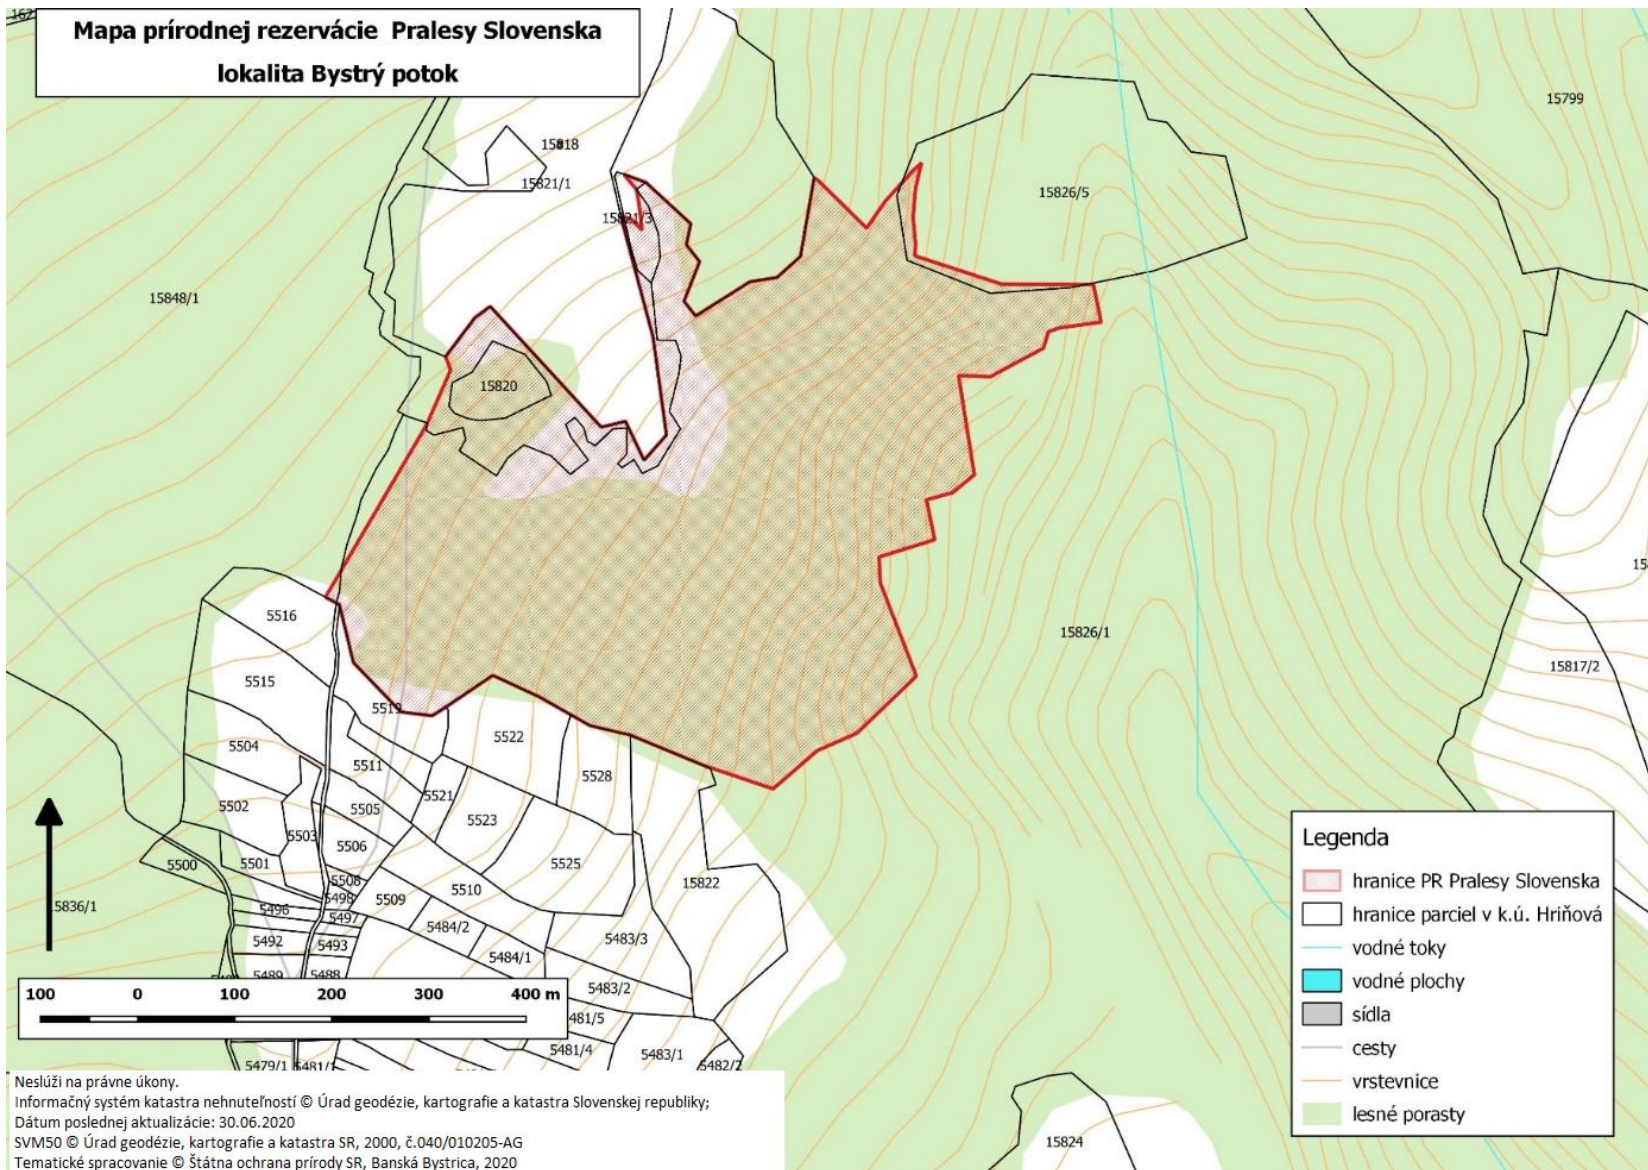 Mapa prírodnej rezervácie Pralesy Slovenska
lokalita Bystrý potok
15799
15818
15821/1
15826/5
15821/3
15848/1
15820
5516
15826/1
15817/2
5515
5519
5522
5504
5511
5528
5521
5502
5505
5523
5503
5506
5500
5501
5525
5508
15822
5498
5509
5510
15836/1
5496
5497
5484/2
5492
5493
5483/3
5484/1
5489
5488
5483/2
5481/4
5483/1
5479/1
5482/2
15824
100 0 100 200 300 400 m
Legenda
hranice PR Pralesy Slovenska
hranice parciel v k.ú. Hriňová
vodné toky
vodné plochy
sídla
cesty
vrstevnice
lesné porasty
Neslúži na právne úkony.
Informačný systém katastra nehnuteľností © Úrad geodézie, kartografie a katastra Slovenskej republiky;
Dátum poslednej aktualizácie: 30.06.2020
SVM50 © Úrad geodézie, kartografie a katastra SR, 2000, č.040/010205-AG
Tematické spracovanie © Štátna ochrana prírody SR, Banská Bystrica, 2020